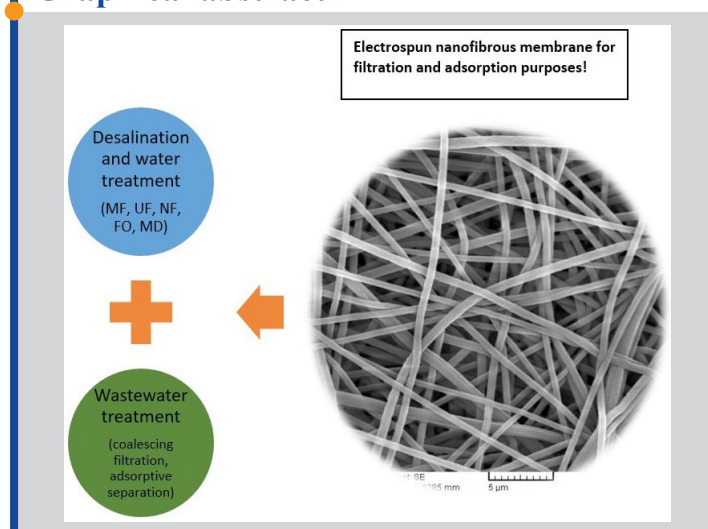 Electrospun nanofibrous membrane for
filtration and adsorption purposes!
Desalination
and water
treatment
(MF, UF, NF,
FO, MD)
Wastewater
treatment
(coalescing
filtration,
adsorptive
separation)
SE
mm
5 µm